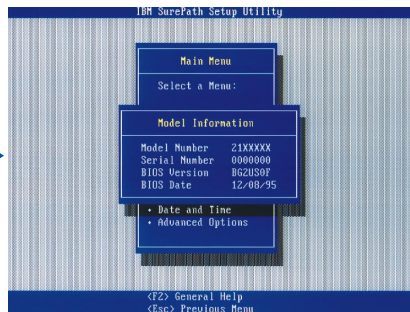 IBM SurePath Setup Utility
Main Menu
Select a Menu:
Model Information
Model Number 21XXXXX
Serial Number 0000000
BIOS Version BG2US0F
BIOS Date 12/08/95
• Date and Time
• Advanced Options
<F2> General Help
<Esc> Previous Menu